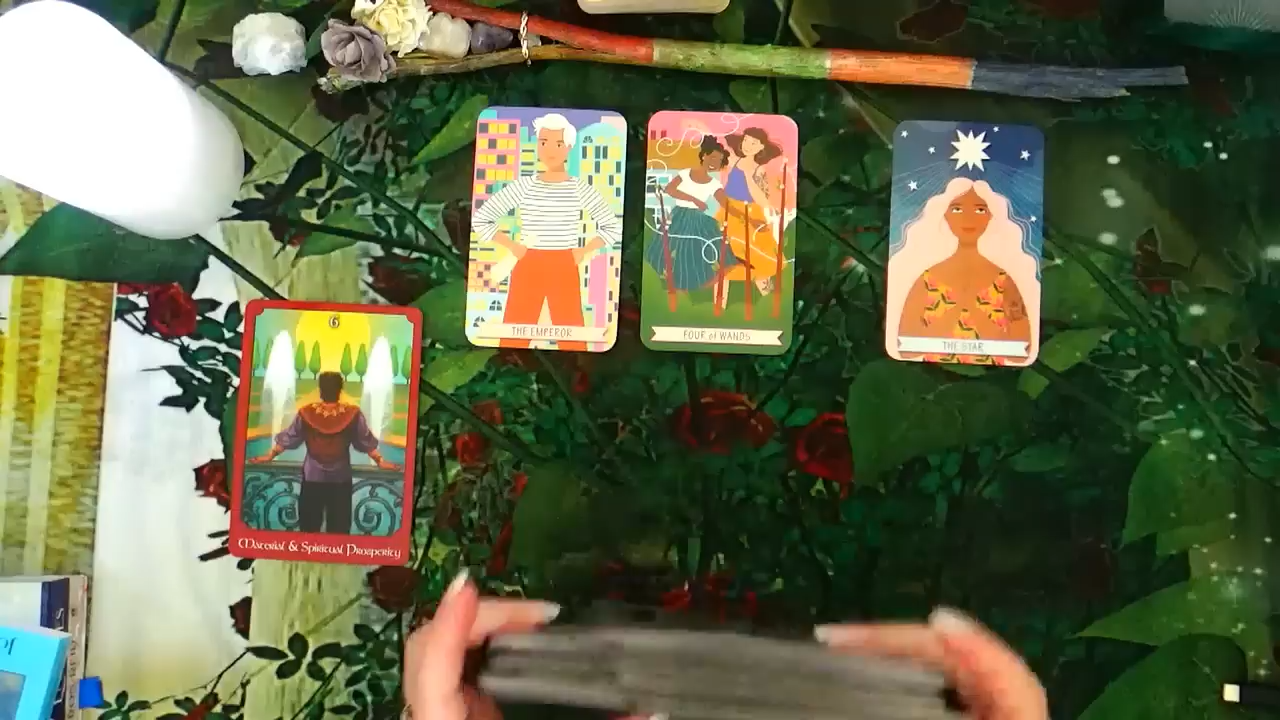 THE EMPEROR
FOUR of WANDS
THE STAR
6
Material & Spiritual Prosperity